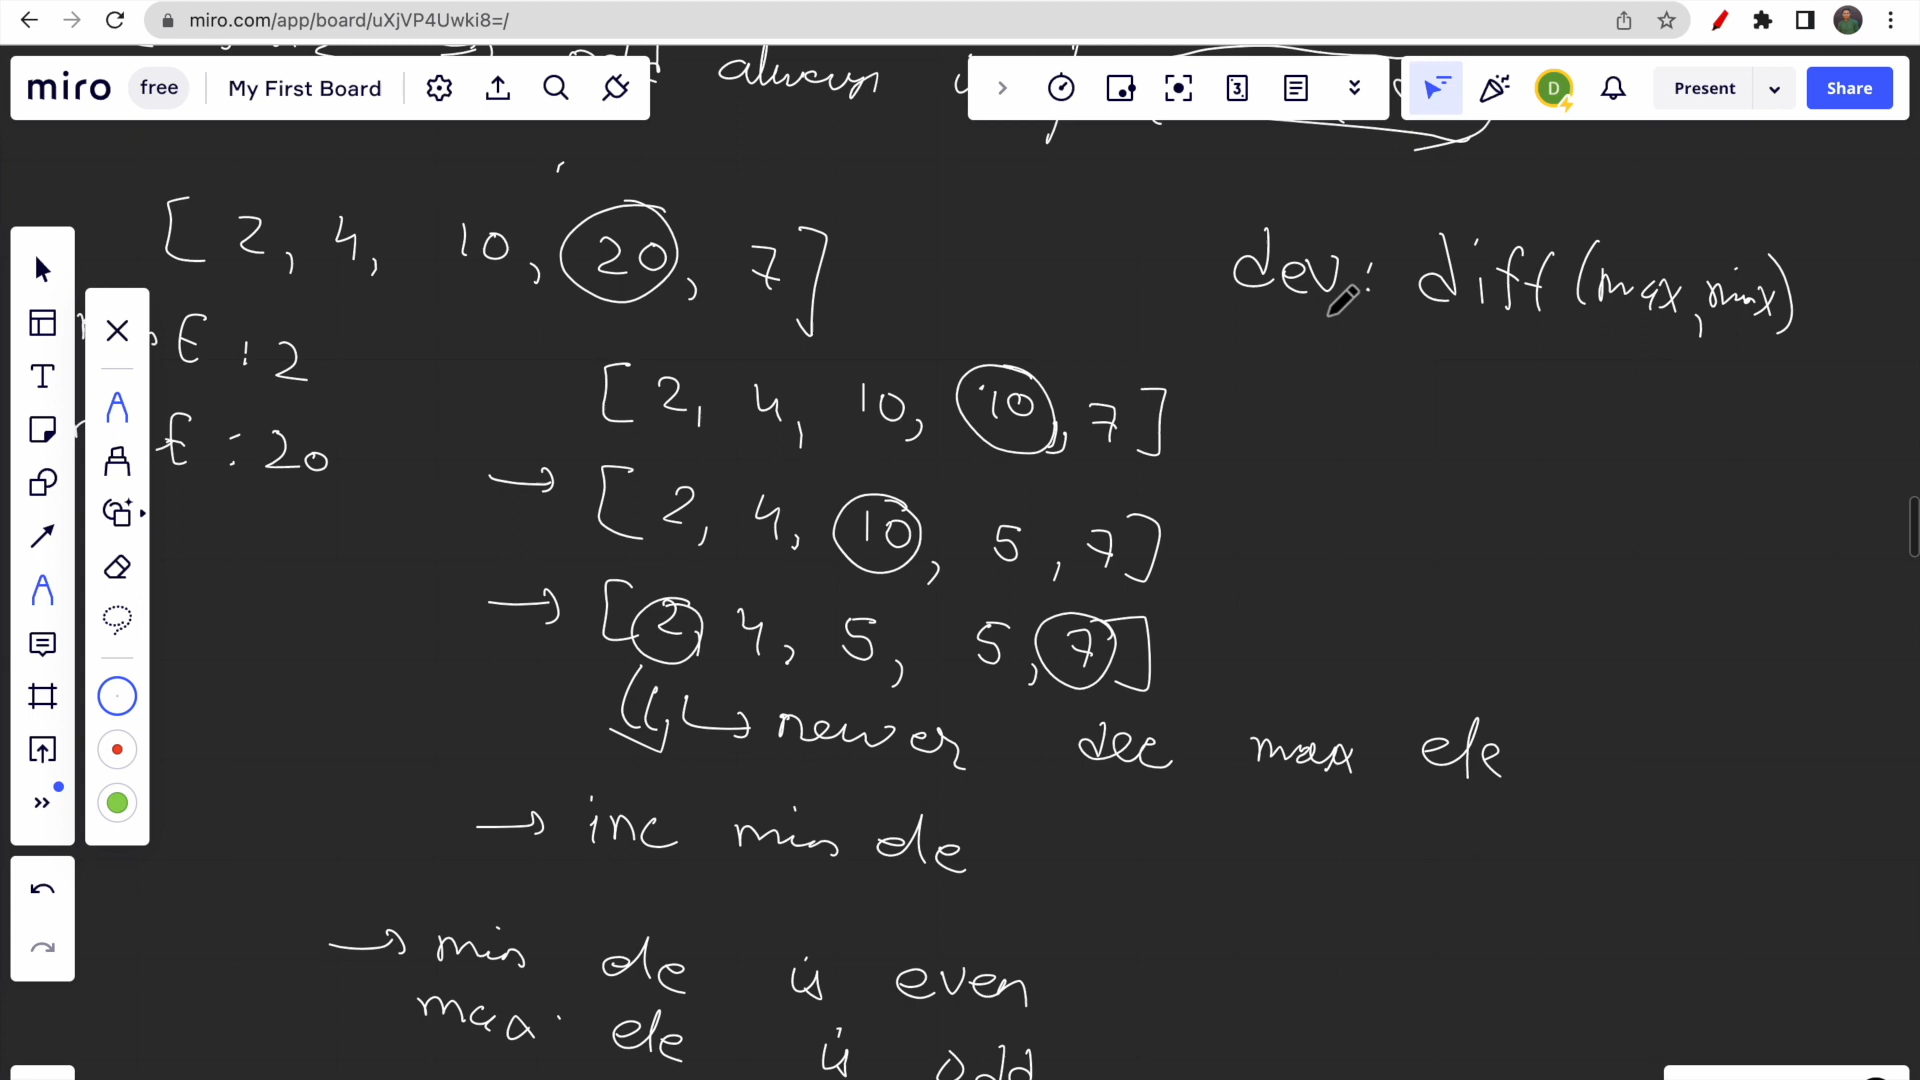 miro.com/app/board/uXjVP4Uwki8=/
always
miro free My First Board
3
D
Present
Share
[ 2, 4, 10, 20, 7 ]
dev: diff (max, min)
E : 2
E : 20
[ 2, 4, 10, 10, 7 ]
→ [ 2, 4, 10, 5, 7 ]
→ [ 2, 4, 5, 5, 7 ]
↳ never dec max ele
→ inc min ele
→ min ele is even
max ele is odd